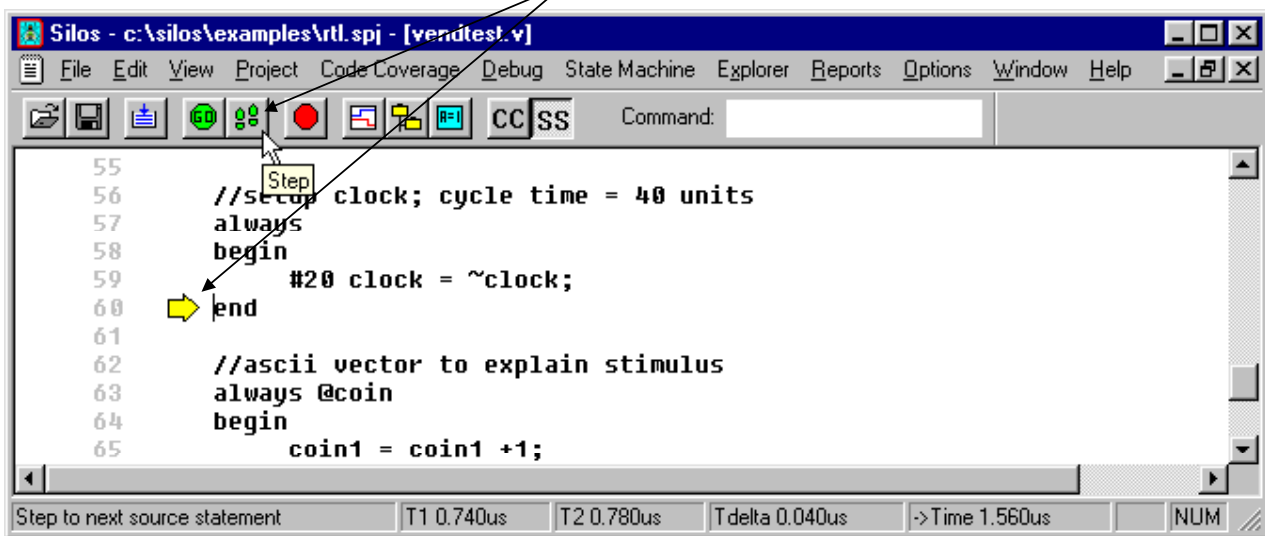 Silos - c:\silos\examples\rtl.spj - [vendtest.v]
File Edit View Project Code Coverage Debug State Machine Explorer Reports Options Window Help
GO A=1 CC SS Command:
Step
55
56 //setup clock; cycle time = 40 units
57 always
58 begin
59 #20 clock = ~clock;
60 end
61
62 //ascii vector to explain stimulus
63 always @coin
64 begin
65 coin1 = coin1 +1;
Step to next source statement T1 0.740us T2 0.780us Tdelta 0.040us ->Time 1.560us NUM